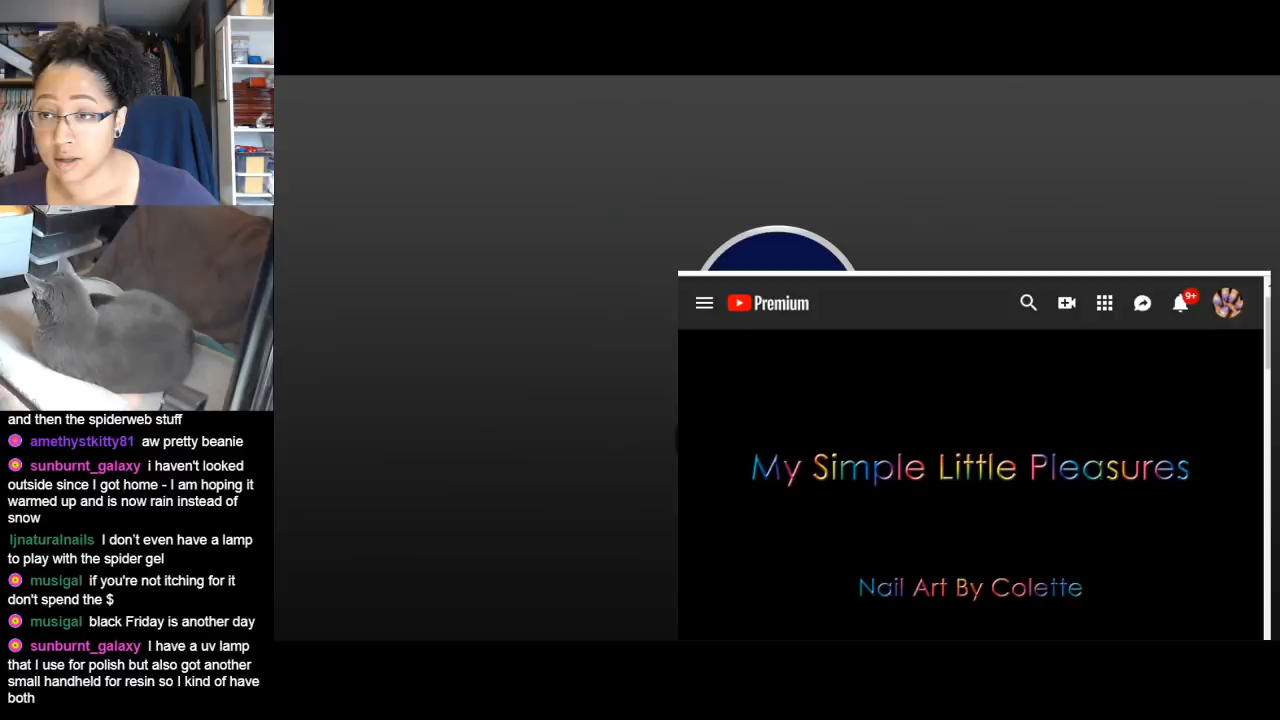 and then the spiderweb stuff
amethystkitty81 aw pretty beanie
sunburnt_galaxy i haven't looked
outside since I got home - I am hoping it
warmed up and is now rain instead of
snow
ljnaturalnails I don't even have a lamp
to play with the spider gel
musigal if you're not itching for it
don't spend the $
musigal black Friday is another day
sunburnt_galaxy I have a uv lamp
that I use for polish but also got another
small handheld for resin so I kind of have
both
Premium
9+
My Simple Little Pleasures
Nail Art By Colette